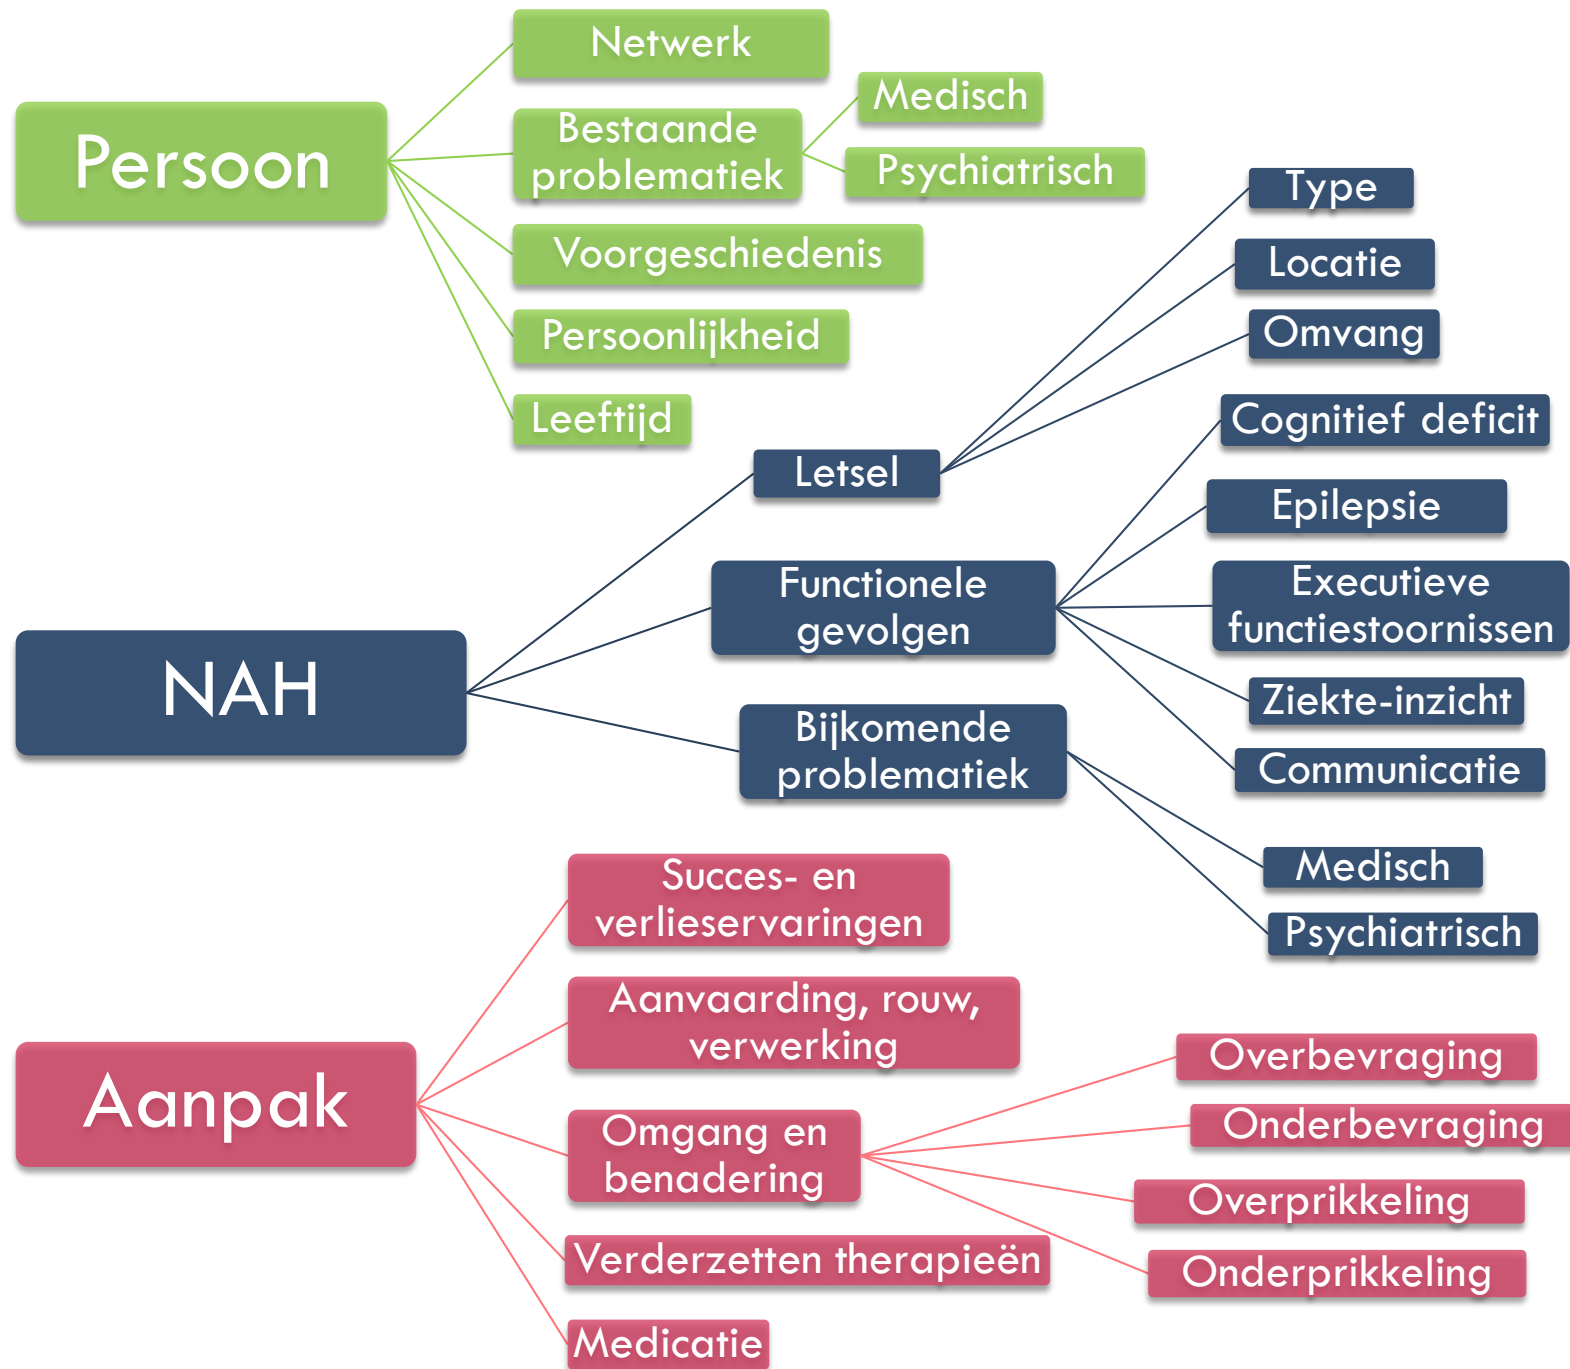 Persoon
Netwerk
Bestaande
problematiek
Medisch
Psychiatrisch
Voorgeschiedenis
Persoonlijkheid
Leeftijd
NAH
Letsel
Type
Locatie
Omvang
Functionele
gevolgen
Cognitief deficit
Epilepsie
Executieve
functiestoornissen
Ziekte-inzicht
Communicatie
Bijkomende
problematiek
Medisch
Psychiatrisch
Aanpak
Succes- en
verlieservaringen
Aanvaarding, rouw,
verwerking
Omgang en
benadering
Overbevraging
Onderbevraging
Overprikkeling
Onderprikkeling
Verderzetten therapieën
Medicatie